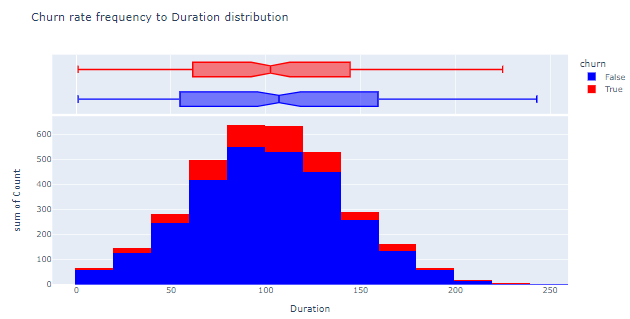 Churn rate frequency to Duration distribution
churn
False
True
sum of Count
600
500
400
300
200
100
0
0 50 100 150 200 250
Duration